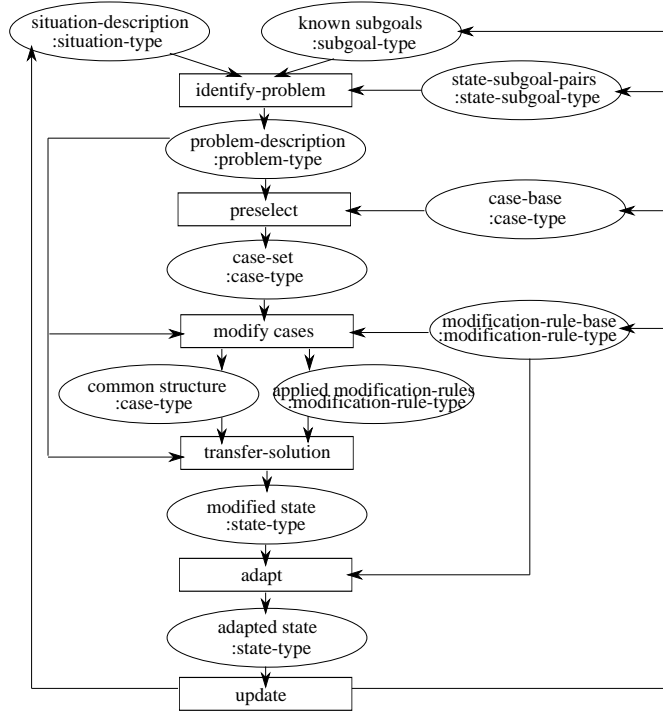 situation-description
:situation-type
known subgoals
:subgoal-type
identify-problem
state-subgoal-pairs
:state-subgoal-type
problem-description
:problem-type
preselect
case-base
:case-type
case-set
:case-type
modify cases
modification-rule-base
:modification-rule-type
common structure
:case-type
applied modification-rules
:modification-rule-type
transfer-solution
modified state
:state-type
adapt
adapted state
:state-type
update